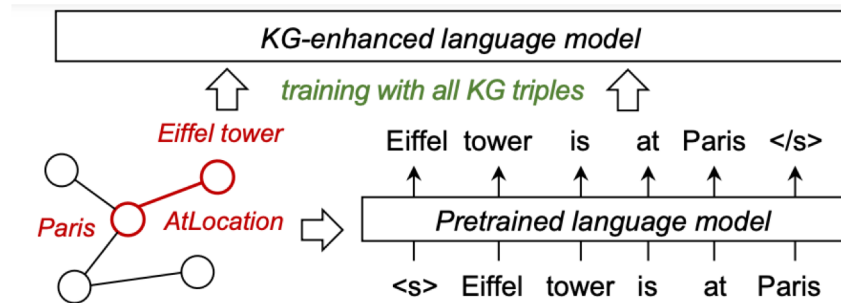 KG-enhanced language model
training with all KG triples
Eiffel tower
Eiffel tower is at Paris </s>
Paris AtLocation
Pretrained language model
<s> Eiffel tower is at Paris